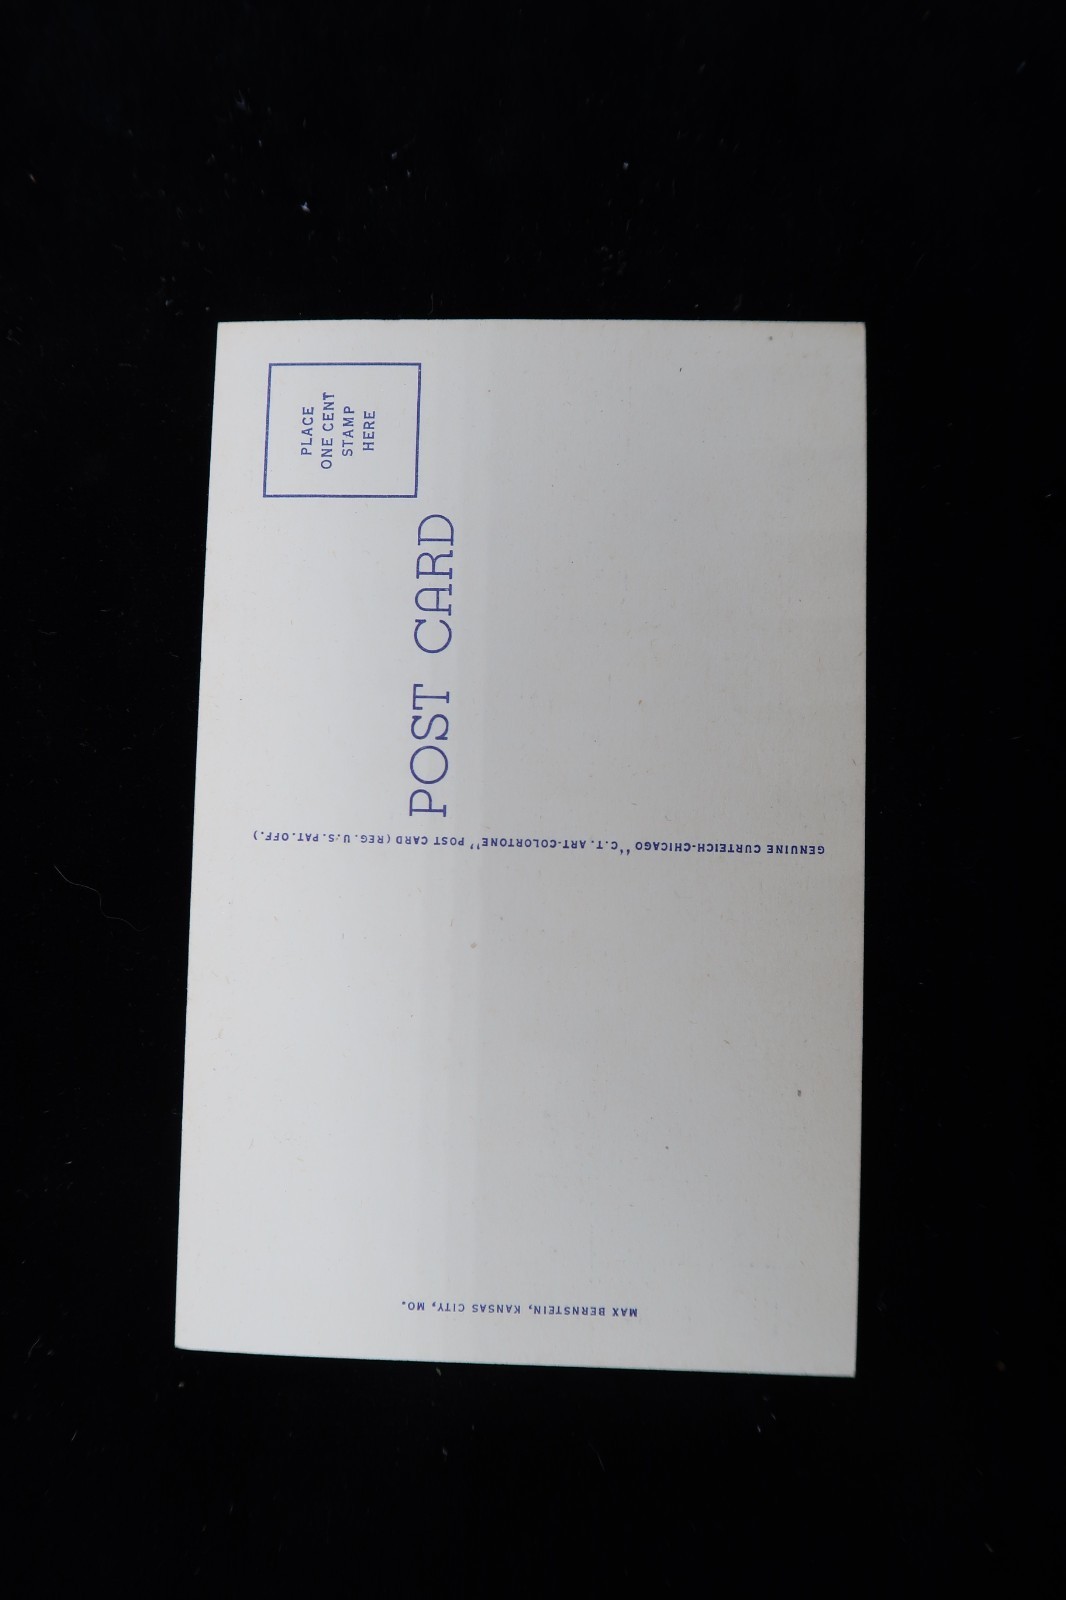 PLACE
ONE CENT
STAMP
HERE
POST CARD
GENUINE CURTEICH-CHICAGO "C.T. ART-COLORTONE" POST CARD (REG. U.S. PAT. OFF.)
MAX BERNSTEIN, KANSAS CITY, MO.